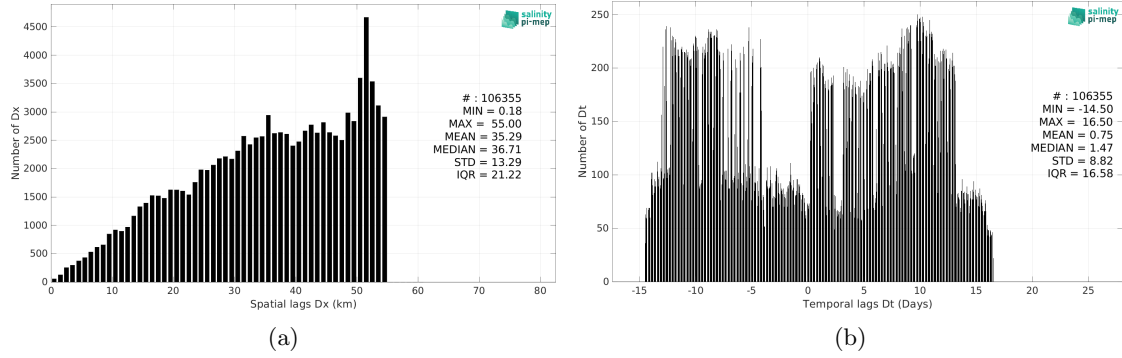 4500
4000
3500
3000
2500
2000
1500
1000
500
0
Number of Dx
0 10 20 30 40 50 60 70 80
Spatial lags Dx (km)
salinity
pi-mep
# : 106355
MIN = 0.18
MAX = 55.00
MEAN = 35.29
MEDIAN = 36.71
STD = 13.29
IQR = 21.22
(a)
250
200
150
100
50
0
Number of Dt
-15 -10 -5 0 5 10 15 20 25
Temporal lags Dt (Days)
salinity
pi-mep
# : 106355
MIN = -14.50
MAX = 16.50
MEAN = 0.75
MEDIAN = 1.47
STD = 8.82
IQR = 16.58
(b)